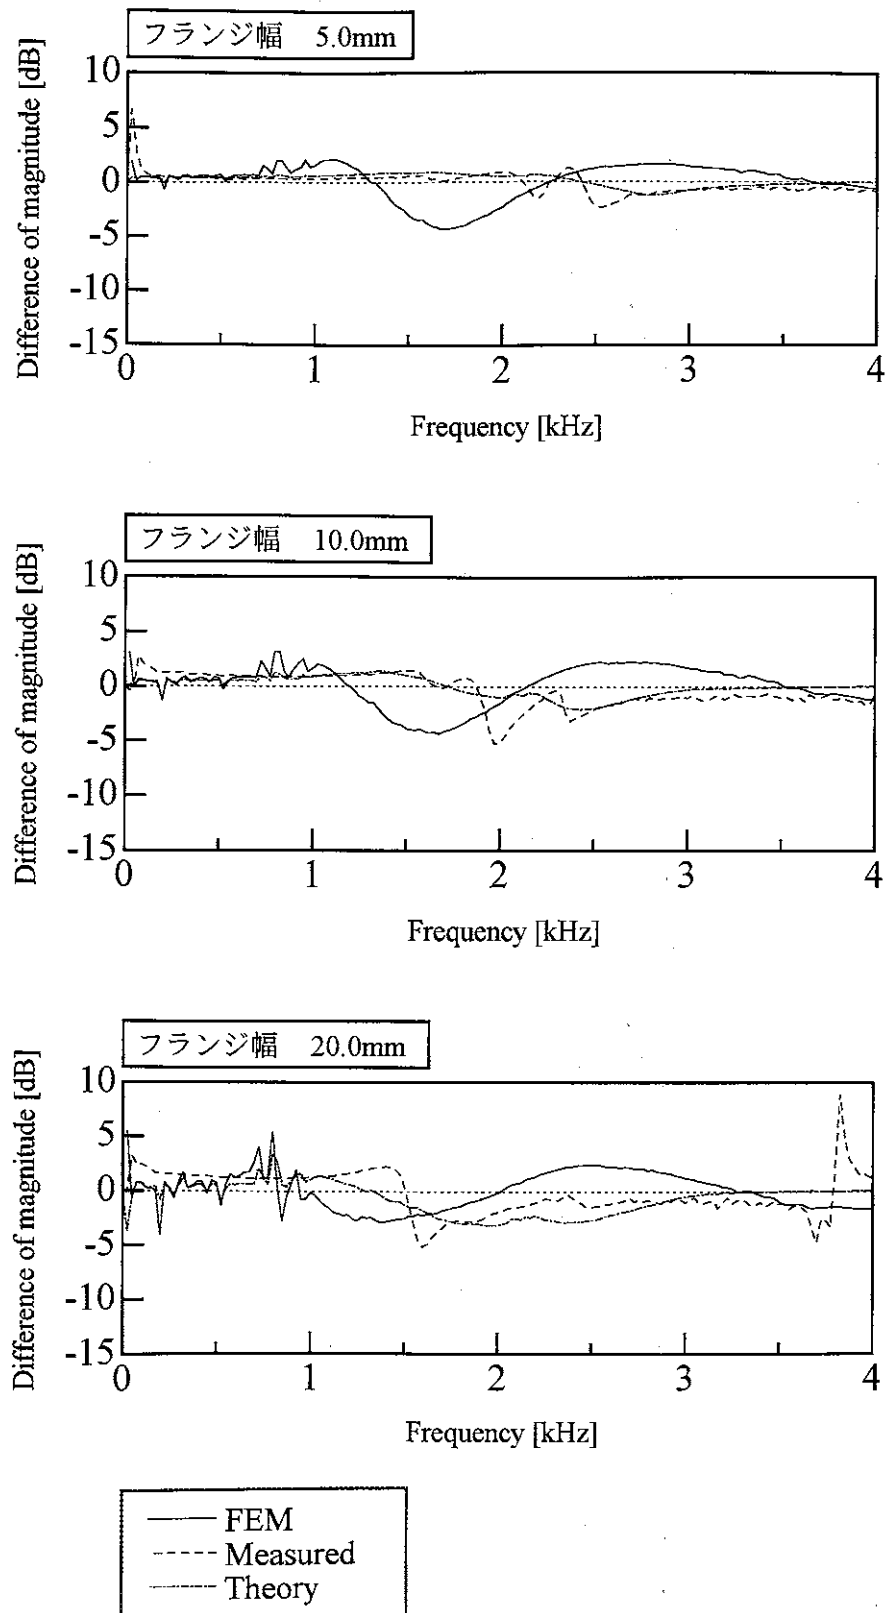 フランジ幅 5.0mm
Difference of magnitude [dB]
10
5
0
-5
-10
-15
0 1 2 3 4
Frequency [kHz]
フランジ幅 10.0mm
Difference of magnitude [dB]
10
5
0
-5
-10
-15
0 1 2 3 4
Frequency [kHz]
フランジ幅 20.0mm
Difference of magnitude [dB]
10
5
0
-5
-10
-15
0 1 2 3 4
Frequency [kHz]
FEM
Measured
Theory